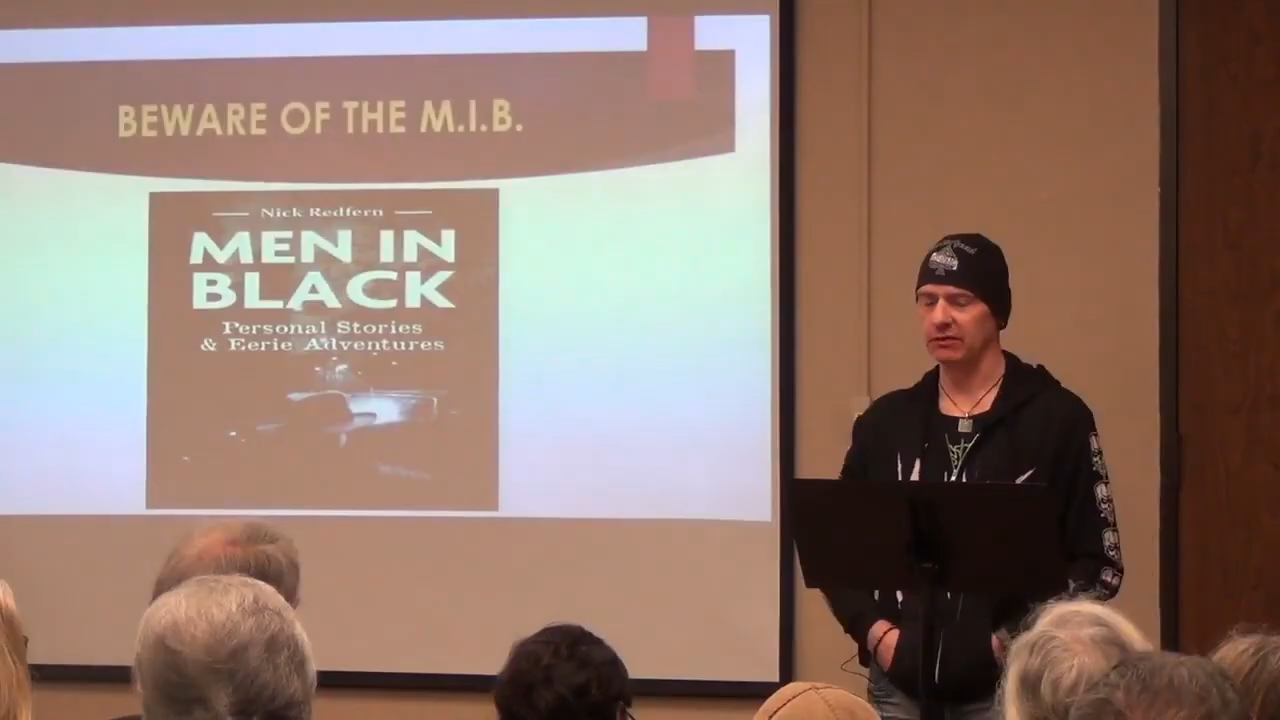 BEWARE OF THE M.I.B.
Nick Redfern
MEN IN
BLACK
Personal Stories
& Eerie Adventures